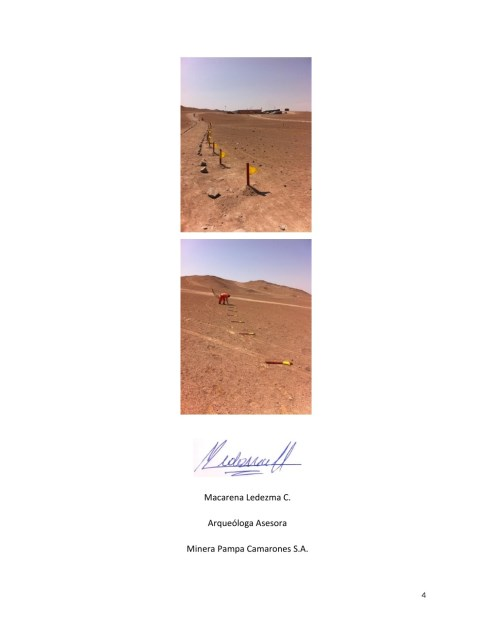 Macarena Ledezma C.
Arqueóloga Asesora
Minera Pampa Camarones S.A.
4